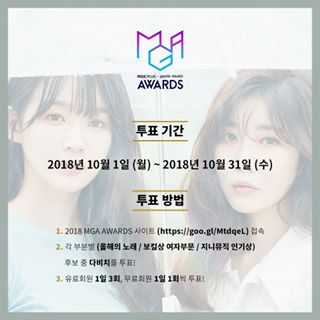 MGA
MBC PLUS × genie music
AWARDS
투표 기간
2018년 10월 1일 (월) ~ 2018년 10월 31일 (수)
투표 방법
1. 2018 MGA AWARDS 사이트 (https://goo.gl/MtdqeL) 접속
2. 각 부분별 (올해의 노래 / 보컬상 여자부문 / 지니뮤직 인기상)
후보 중 다비치를 투표!
3. 유료회원 1일 3회, 무료회원 1일 1회씩 투표!